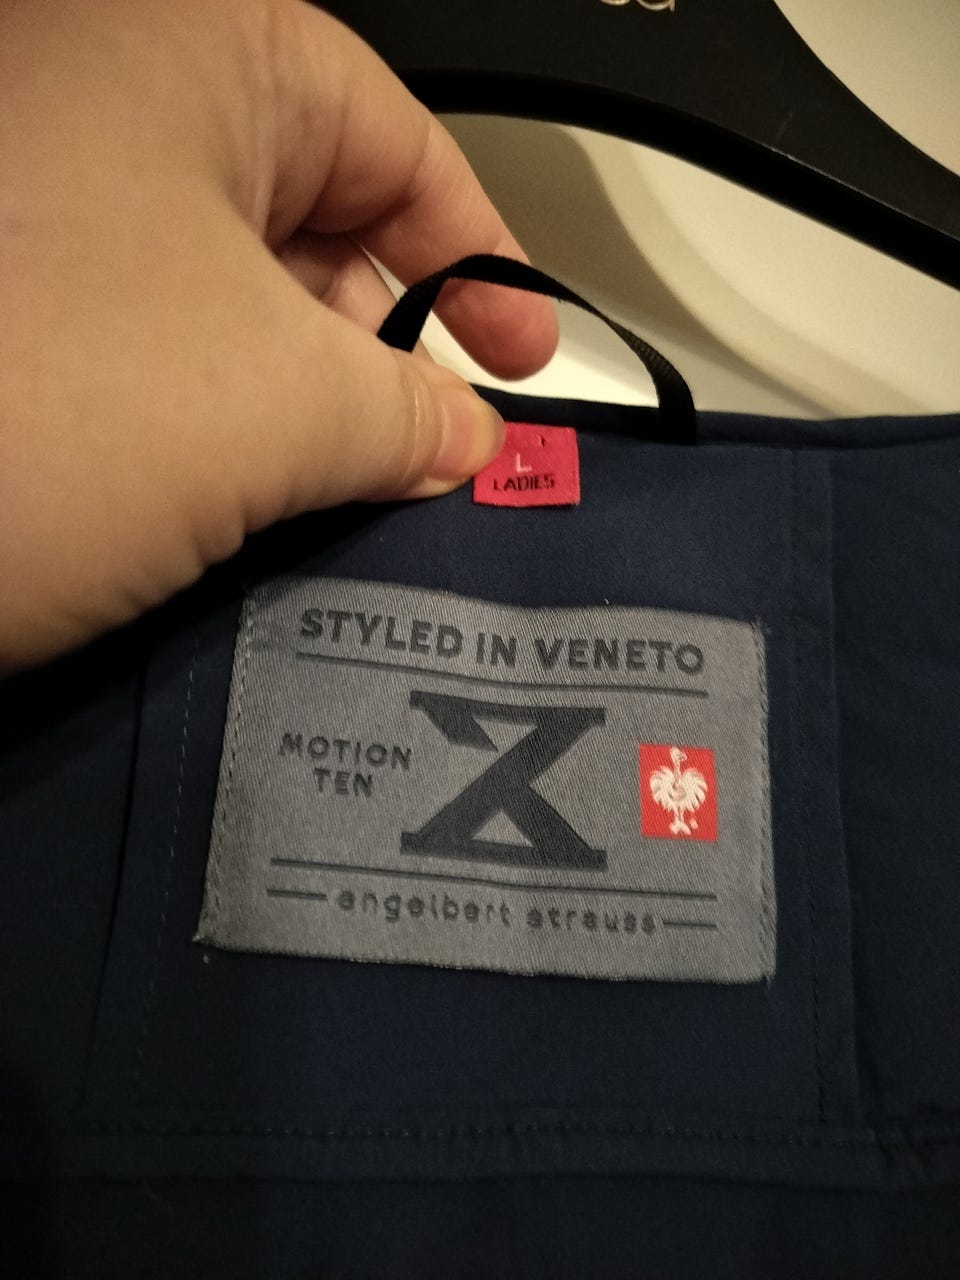 L
LADIES
STYLED IN VENETO
MOTION
TEN
X
engelbert strauss